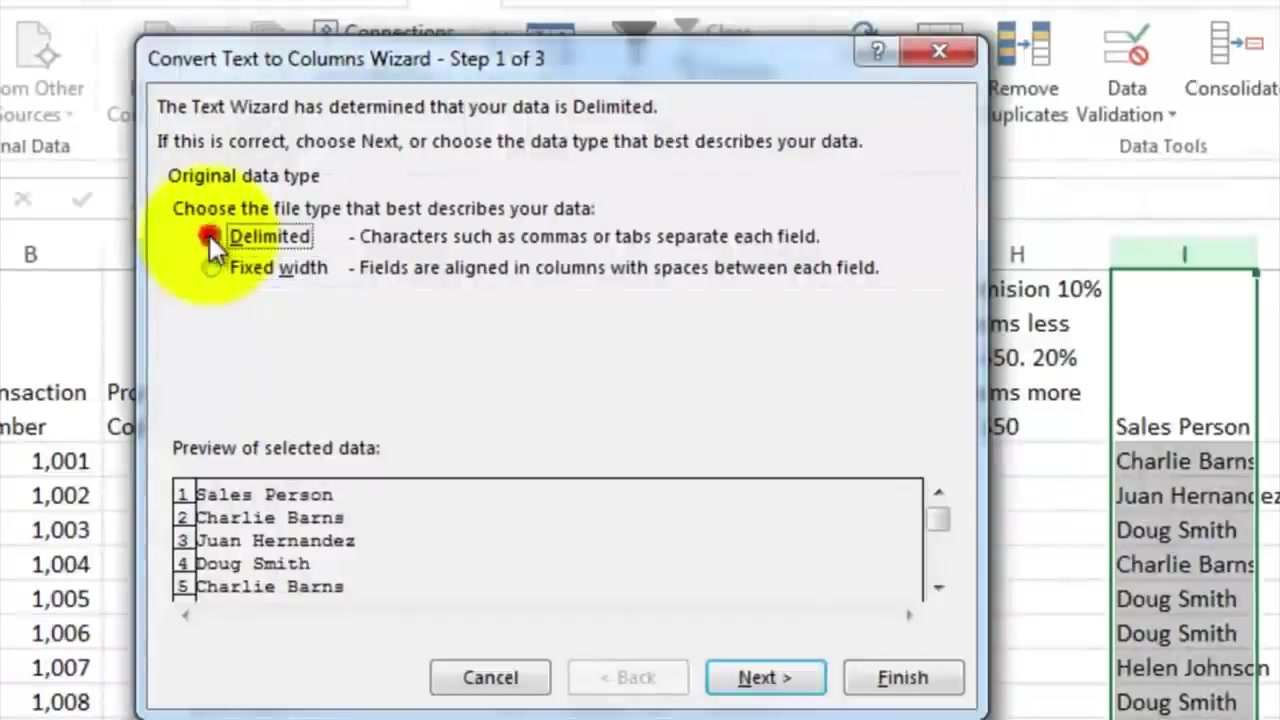 Connections
Clear
om Other
ources
Remove
uplicates
Data
Validation
Consolidat
nal Data
Data Tools
Convert Text to Columns Wizard - Step 1 of 3
?
The Text Wizard has determined that your data is Delimited.
If this is correct, choose Next, or choose the data type that best describes your data.
Original data type
Choose the file type that best describes your data:
Delimited - Characters such as commas or tabs separate each field.
Fixed width - Fields are aligned in columns with spaces between each field.
Preview of selected data:
1 Sales Person
2 Charlie Barns
3 Juan Hernandez
4 Doug Smith
5 Charlie Barns
Cancel
< Back
Next >
Finish
B
nsaction
mber
Pro
Co
1,001
1,002
1,003
1,004
1,005
1,006
1,007
1,008
H
mision 10%
ms less
50. 20%
ms more
50
I
Sales Person
Charlie Barns
Juan Hernandez
Doug Smith
Charlie Barns
Doug Smith
Doug Smith
Helen Johnson
Doug Smith